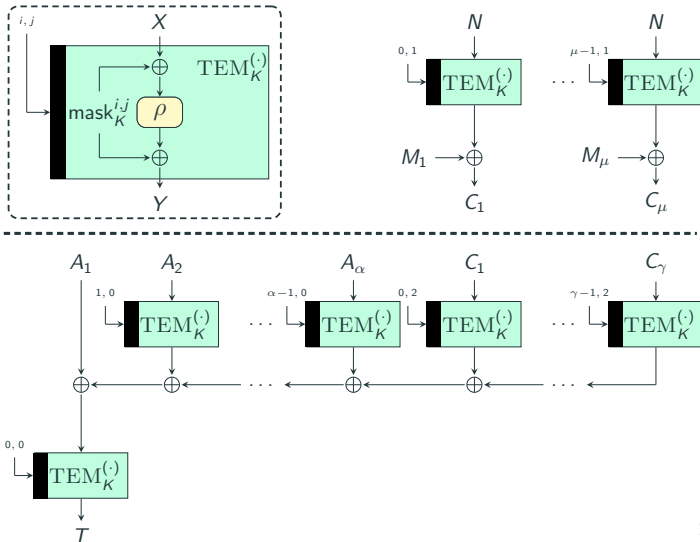 i,j X N N
TEM_K^(·) 0,1 TEM_K^(·) ··· μ−1,1 TEM_K^(·)
mask_K^{i,j} ρ
⊕ M_1 ⊕ M_μ ⊕
Y C_1 C_μ
A_1 A_2 A_α C_1 C_γ
1,0 TEM_K^(·) ··· α−1,0 TEM_K^(·) 0,2 TEM_K^(·) ··· γ−1,2 TEM_K^(·)
⊕ ⊕ ··· ⊕ ⊕ ···
0,0 TEM_K^(·)
T